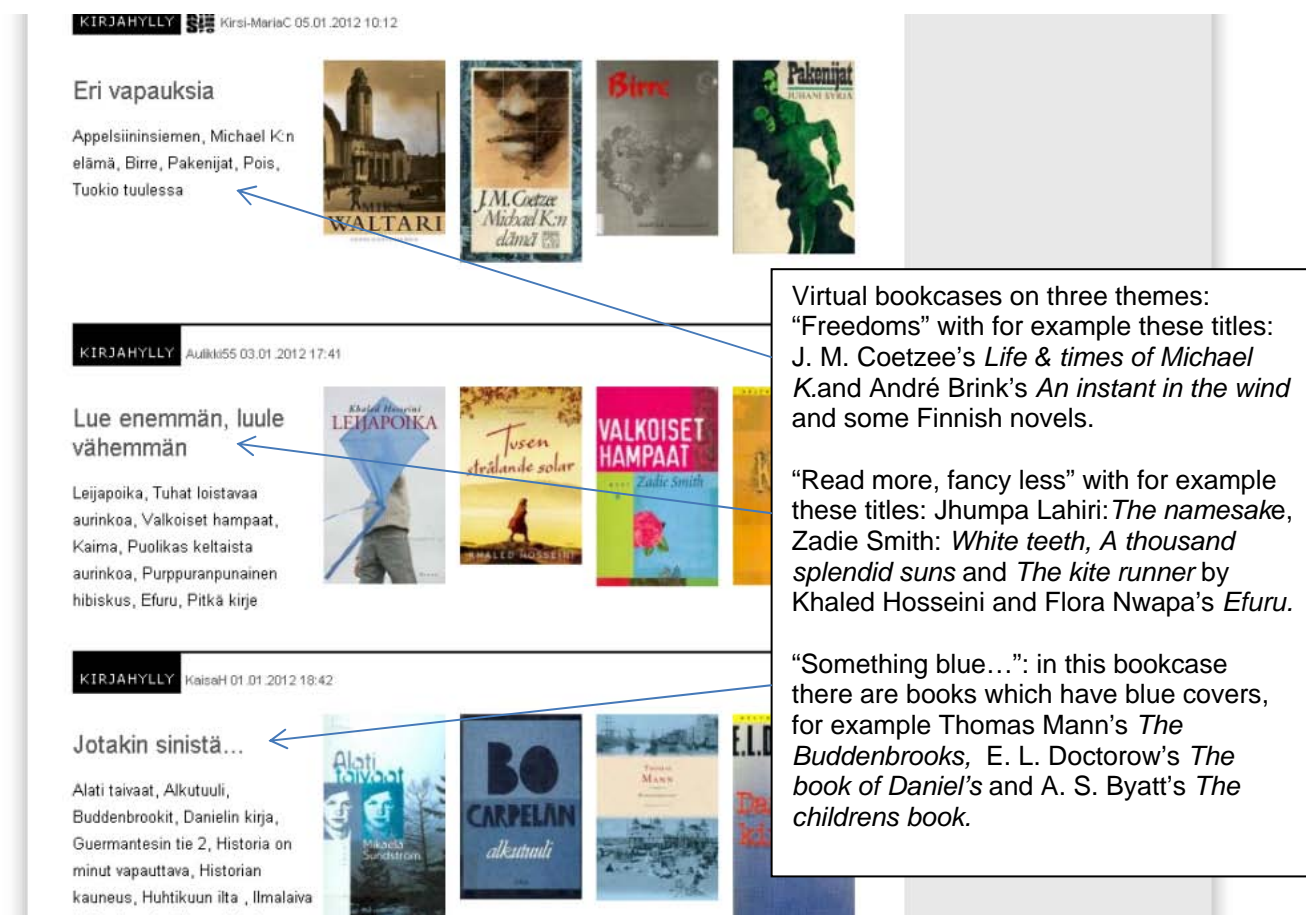 KIRJAHYLLY Kirsi-MariaC 05.01.2012 10:12
Eri vapauksia
Appelsiininsiemen, Michael K:n
elämä, Birre, Pakenijat, Pois,
Tuokio tuulessa
MIKA
WALTARI
J.M. Coetzee
Michael K:n
elämä
Birre
Pakenijat
JUHANI SYRJÄ
KIRJAHYLLY Aulikki55 03.01.2012 17:41
Lue enemmän, luule
vähemmän
Leijapoika, Tuhat loistavaa
aurinkoa, Valkoiset hampaat,
Kaima, Puolikas keltaista
aurinkoa, Purppuranpunainen
hibiskus, Efuru, Pitkä kirje
Khaled Hosseini
LEIJAPOIKA
Tusen
strålande solar
KHALED HOSSEINI
VALKOISET
HAMPAAT
Zadie Smith
KIRJAHYLLY KaisaH 01.01.2012 18:42
Jotakin sinistä...
Alati taivaat, Alkutuuli,
Buddenbrookit, Danielin kirja,
Guermantesin tie 2, Historia on
minut vapauttava, Historian
kauneus, Huhtikuun ilta , Ilmalaiva
Alati
taivaat
Mikaela
Sundström
BO
CARPELAN
alkutuuli
THOMAS
MANN
E.L.D
Virtual bookcases on three themes:
“Freedoms” with for example these titles:
J. M. Coetzee’s Life & times of Michael
K.and André Brink’s An instant in the wind
and some Finnish novels.
“Read more, fancy less” with for example
these titles: Jhumpa Lahiri:The namesake,
Zadie Smith: White teeth, A thousand
splendid suns and The kite runner by
Khaled Hosseini and Flora Nwapa’s Efuru.
“Something blue…”: in this bookcase
there are books which have blue covers,
for example Thomas Mann’s The
Buddenbrooks, E. L. Doctorow’s The
book of Daniel’s and A. S. Byatt’s The
childrens book.